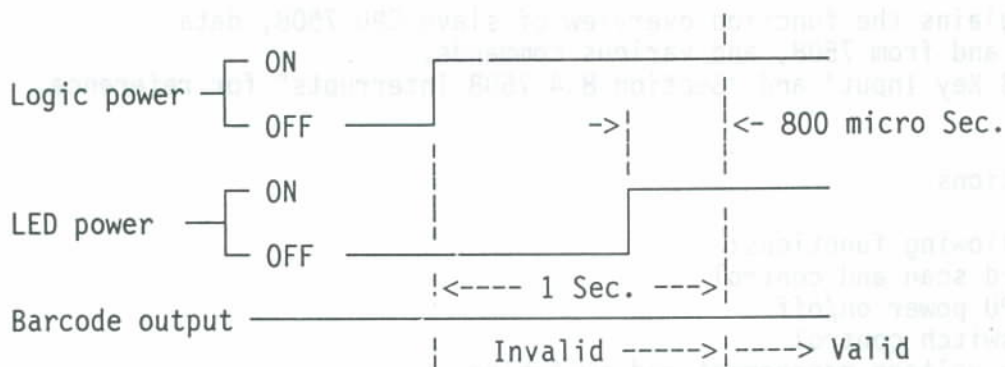 ON
Logic power
OFF
->
<- 800 micro Sec.
ON
LED power
OFF
<---- 1 Sec. --->
Barcode output
Invalid -----> ----> Valid